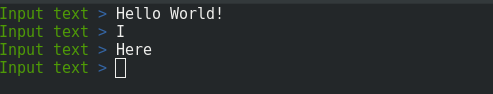 Input text > Hello World!
Input text > I
Input text > Here
Input text >